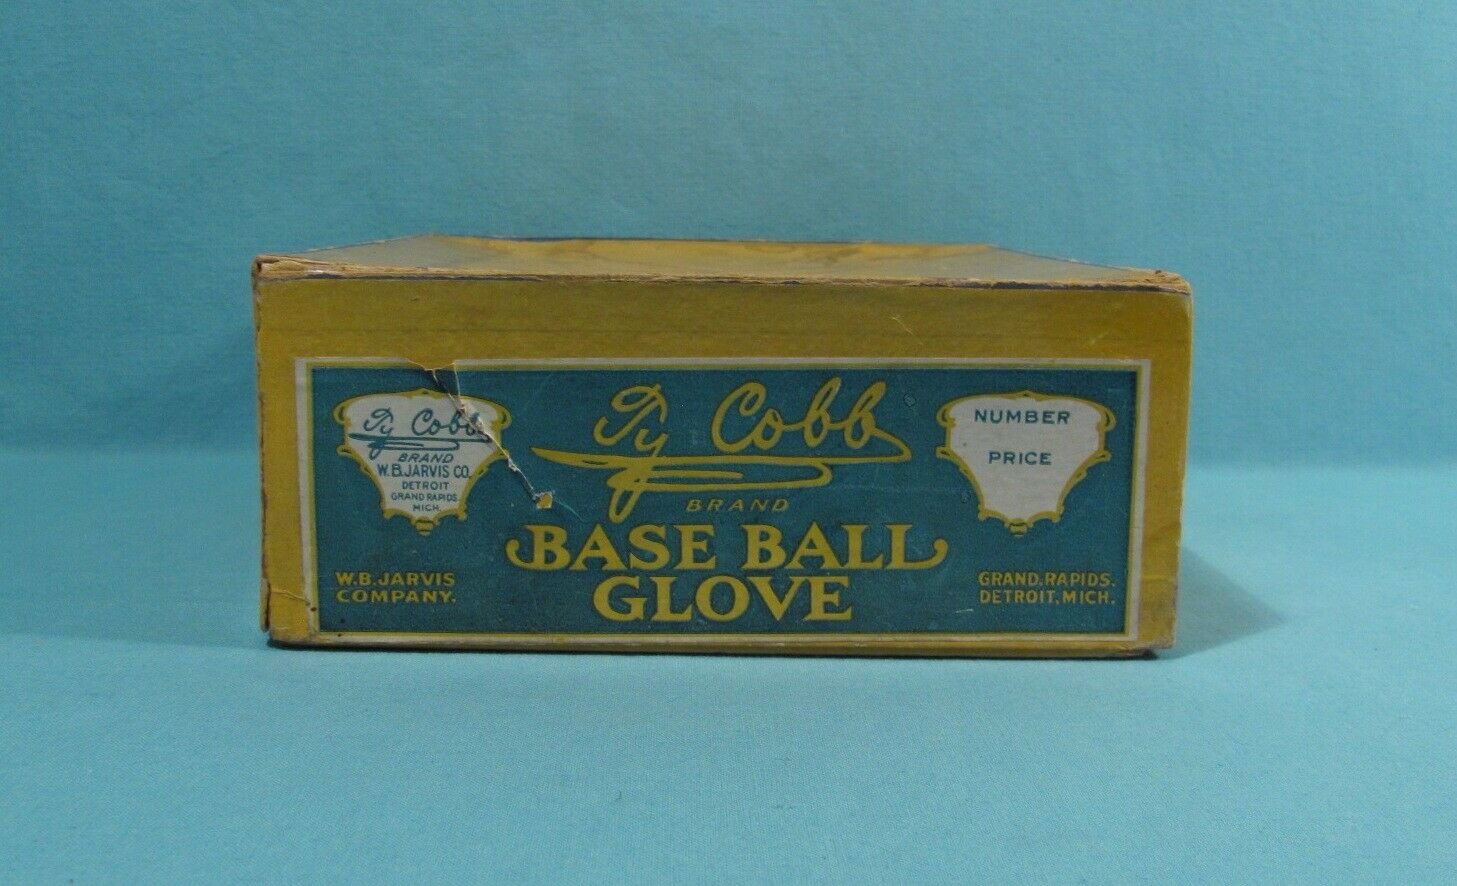 Ty Cobb
BRAND
W.B. JARVIS CO.
DETROIT
GRAND RAPIDS.
MICH.
W.B. JARVIS
COMPANY.
Ty Cobb
BRAND
BASE BALL
GLOVE
NUMBER
PRICE
GRAND. RAPIDS.
DETROIT, MICH.